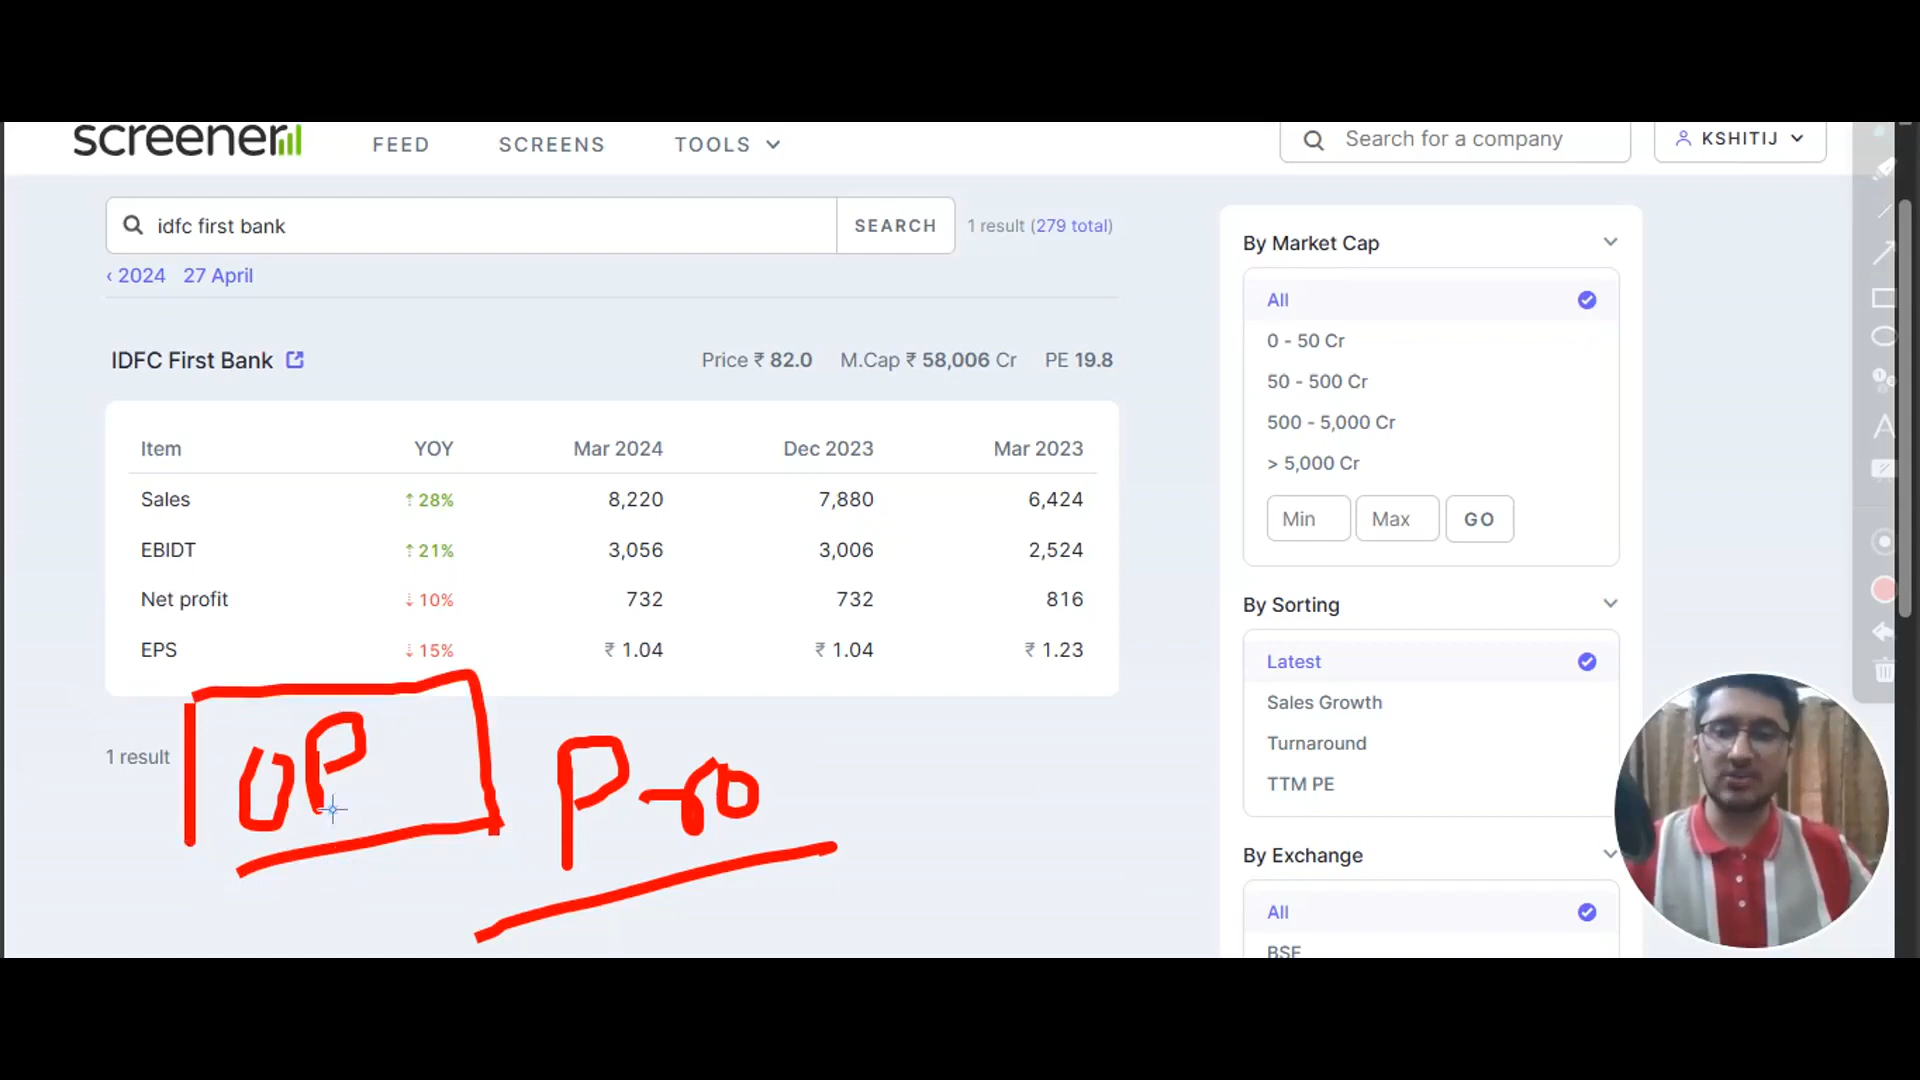 screener
FEED SCREENS TOOLS
Search for a company
KSHITIJ
idfc first bank
SEARCH
1 result (279 total)
‹ 2024 27 April
IDFC First Bank
Price ₹ 82.0 M.Cap ₹ 58,006 Cr PE 19.8
Item YOY Mar 2024 Dec 2023 Mar 2023
Sales ⇡ 28% 8,220 7,880 6,424
EBIDT ⇡ 21% 3,056 3,006 2,524
Net profit ⇣ 10% 732 732 816
EPS ⇣ 15% ₹ 1.04 ₹ 1.04 ₹ 1.23
1 result
OP Pro
By Market Cap
All
0 - 50 Cr
50 - 500 Cr
500 - 5,000 Cr
> 5,000 Cr
Min Max GO
By Sorting
Latest
Sales Growth
Turnaround
TTM PE
By Exchange
All
BSE
A